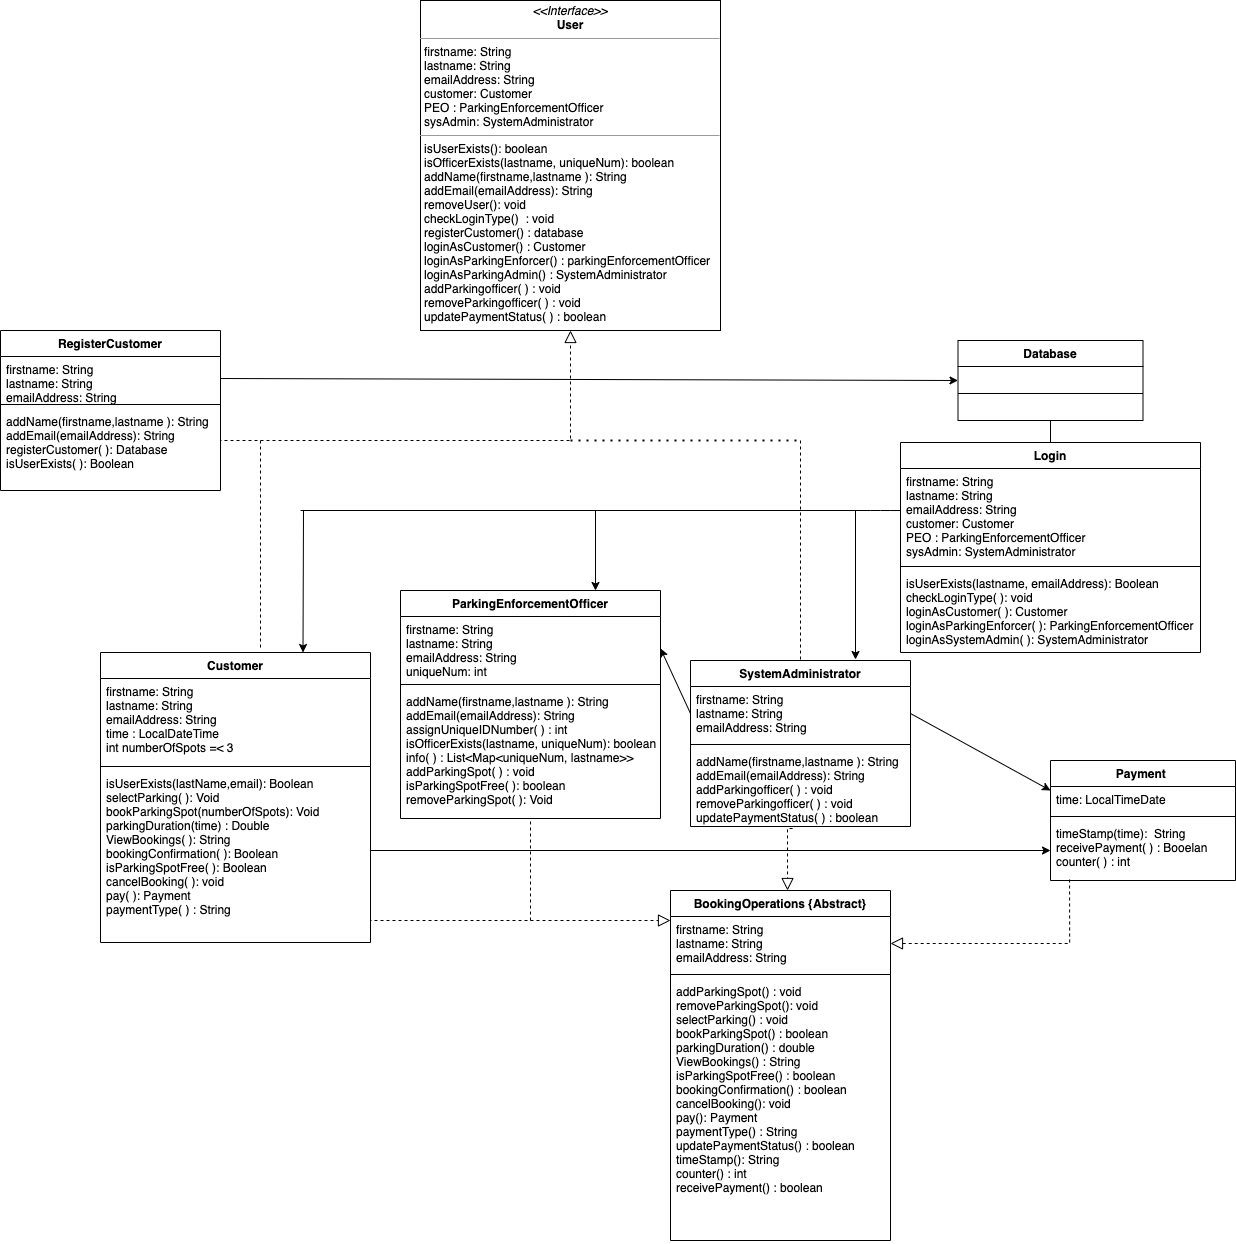 <<Interface>>
User
firstname: String
lastname: String
emailAddress: String
customer: Customer
PEO : ParkingEnforcementOfficer
sysAdmin: SystemAdministrator
isUserExists(): boolean
isOfficerExists(lastname, uniqueNum): boolean
addName(firstname,lastname ): String
addEmail(emailAddress): String
removeUser(): void
checkLoginType()  : void
registerCustomer() : database
loginAsCustomer() : Customer
loginAsParkingEnforcer() : parkingEnforcementOfficer
loginAsParkingAdmin() : SystemAdministrator
addParkingofficer( ) : void
removeParkingofficer( ) : void
updatePaymentStatus( ) : boolean
RegisterCustomer
firstname: String
lastname: String
emailAddress: String
addName(firstname,lastname ): String
addEmail(emailAddress): String
registerCustomer( ): Database
isUserExists( ): Boolean
Database
Login
firstname: String
lastname: String
emailAddress: String
customer: Customer
PEO : ParkingEnforcementOfficer
sysAdmin: SystemAdministrator
isUserExists(lastname, emailAddress): Boolean
checkLoginType( ): void
loginAsCustomer( ): Customer
loginAsParkingEnforcer( ): ParkingEnforcementOfficer
loginAsSystemAdmin( ): SystemAdministrator
ParkingEnforcementOfficer
firstname: String
lastname: String
emailAddress: String
uniqueNum: int
addName(firstname,lastname ): String
addEmail(emailAddress): String
assignUniqueIDNumber( ) : int
isOfficerExists(lastname, uniqueNum): boolean
info( ) : List<Map<uniqueNum, lastname>>
addParkingSpot( ) : void
isParkingSpotFree( ): boolean
removeParkingSpot( ): Void
Customer
firstname: String
lastname: String
emailAddress: String
time : LocalDateTime
int numberOfSpots =< 3
isUserExists(lastName,email): Boolean
selectParking( ): Void
bookParkingSpot(numberOfSpots): Void
parkingDuration(time) : Double
ViewBookings( ): String
bookingConfirmation( ): Boolean
isParkingSpotFree( ): Boolean
cancelBooking( ): void
pay( ): Payment
paymentType( ) : String
SystemAdministrator
firstname: String
lastname: String
emailAddress: String
addName(firstname,lastname ): String
addEmail(emailAddress): String
addParkingofficer( ) : void
removeParkingofficer( ) : void
updatePaymentStatus( ) : boolean
Payment
time: LocalTimeDate
timeStamp(time):  String
receivePayment( ) : Booelan
counter( ) : int
BookingOperations {Abstract}
firstname: String
lastname: String
emailAddress: String
addParkingSpot() : void
removeParkingSpot(): void
selectParking() : void
bookParkingSpot() : boolean
parkingDuration() : double
ViewBookings() : String
isParkingSpotFree() : boolean
bookingConfirmation() : boolean
cancelBooking(): void
pay(): Payment
paymentType() : String
updatePaymentStatus() : boolean
timeStamp(): String
counter() : int
receivePayment() : boolean